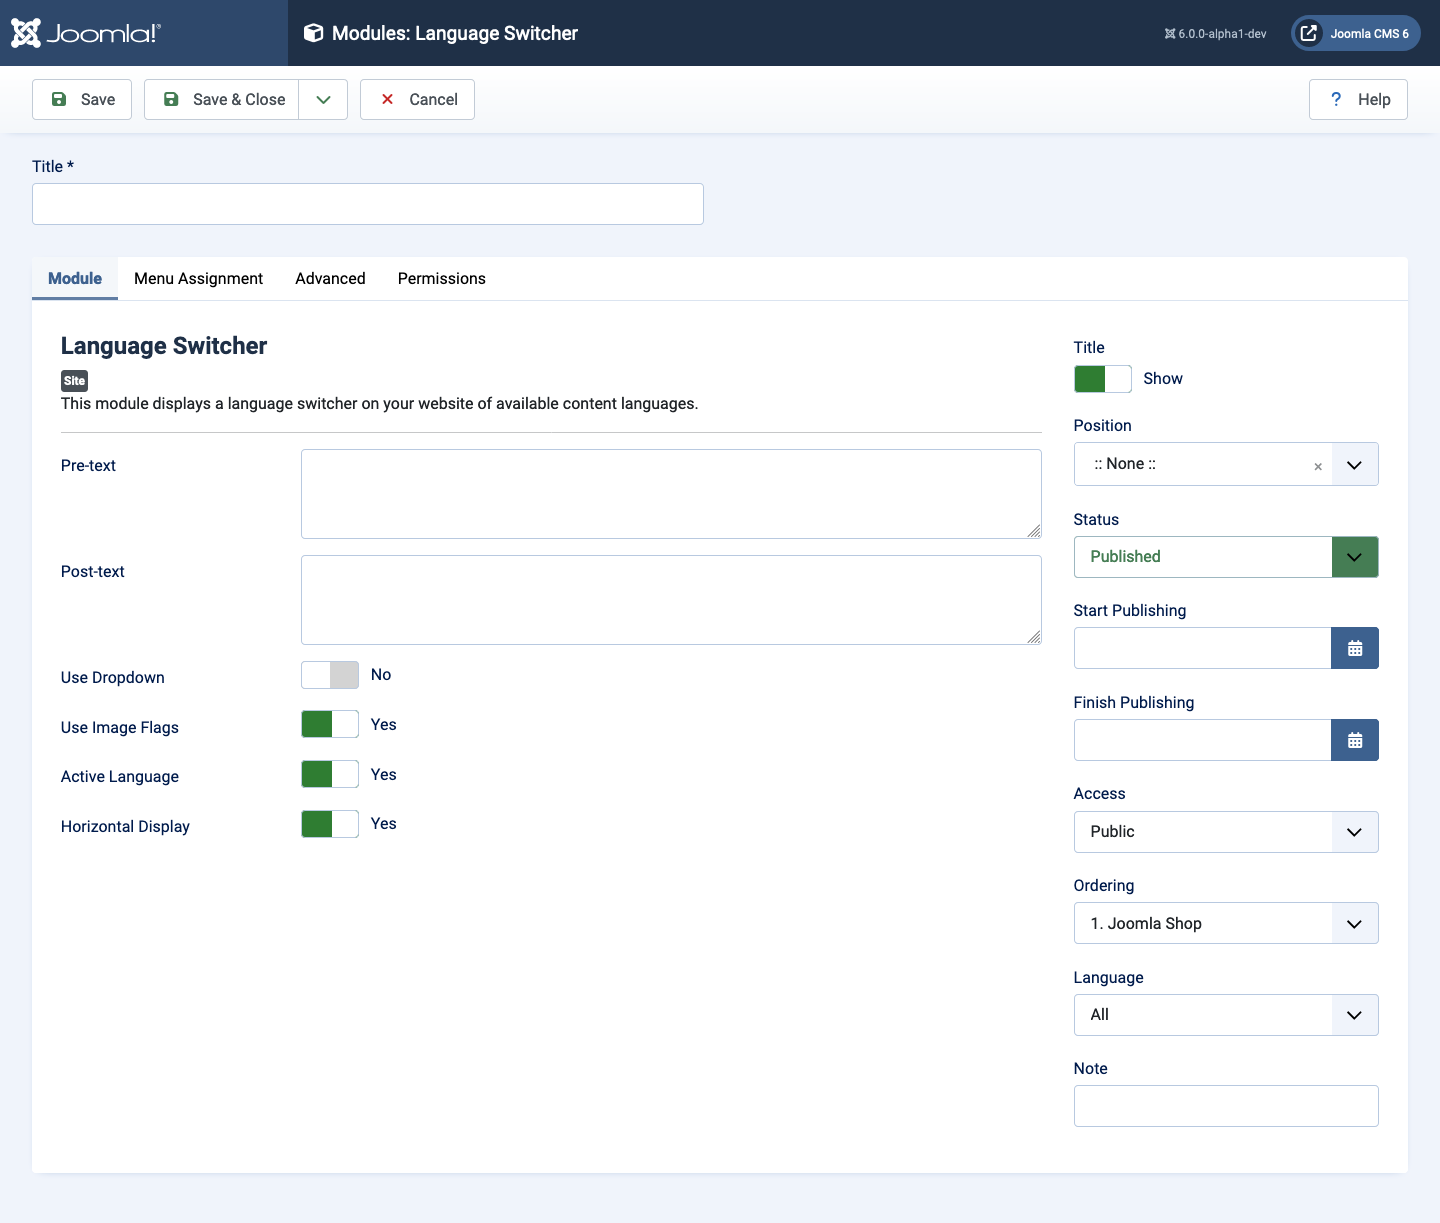 Joomla!®
Modules: Language Switcher
6.0.0-alpha1-dev
Joomla CMS 6
Save
Save & Close
Cancel
? Help
Title *
Module
Menu Assignment
Advanced
Permissions
Language Switcher
Site
This module displays a language switcher on your website of available content languages.
Pre-text
Post-text
Use Dropdown
No
Use Image Flags
Yes
Active Language
Yes
Horizontal Display
Yes
Title
Show
Position
:: None ::
×
Status
Published
Start Publishing
Finish Publishing
Access
Public
Ordering
1. Joomla Shop
Language
All
Note